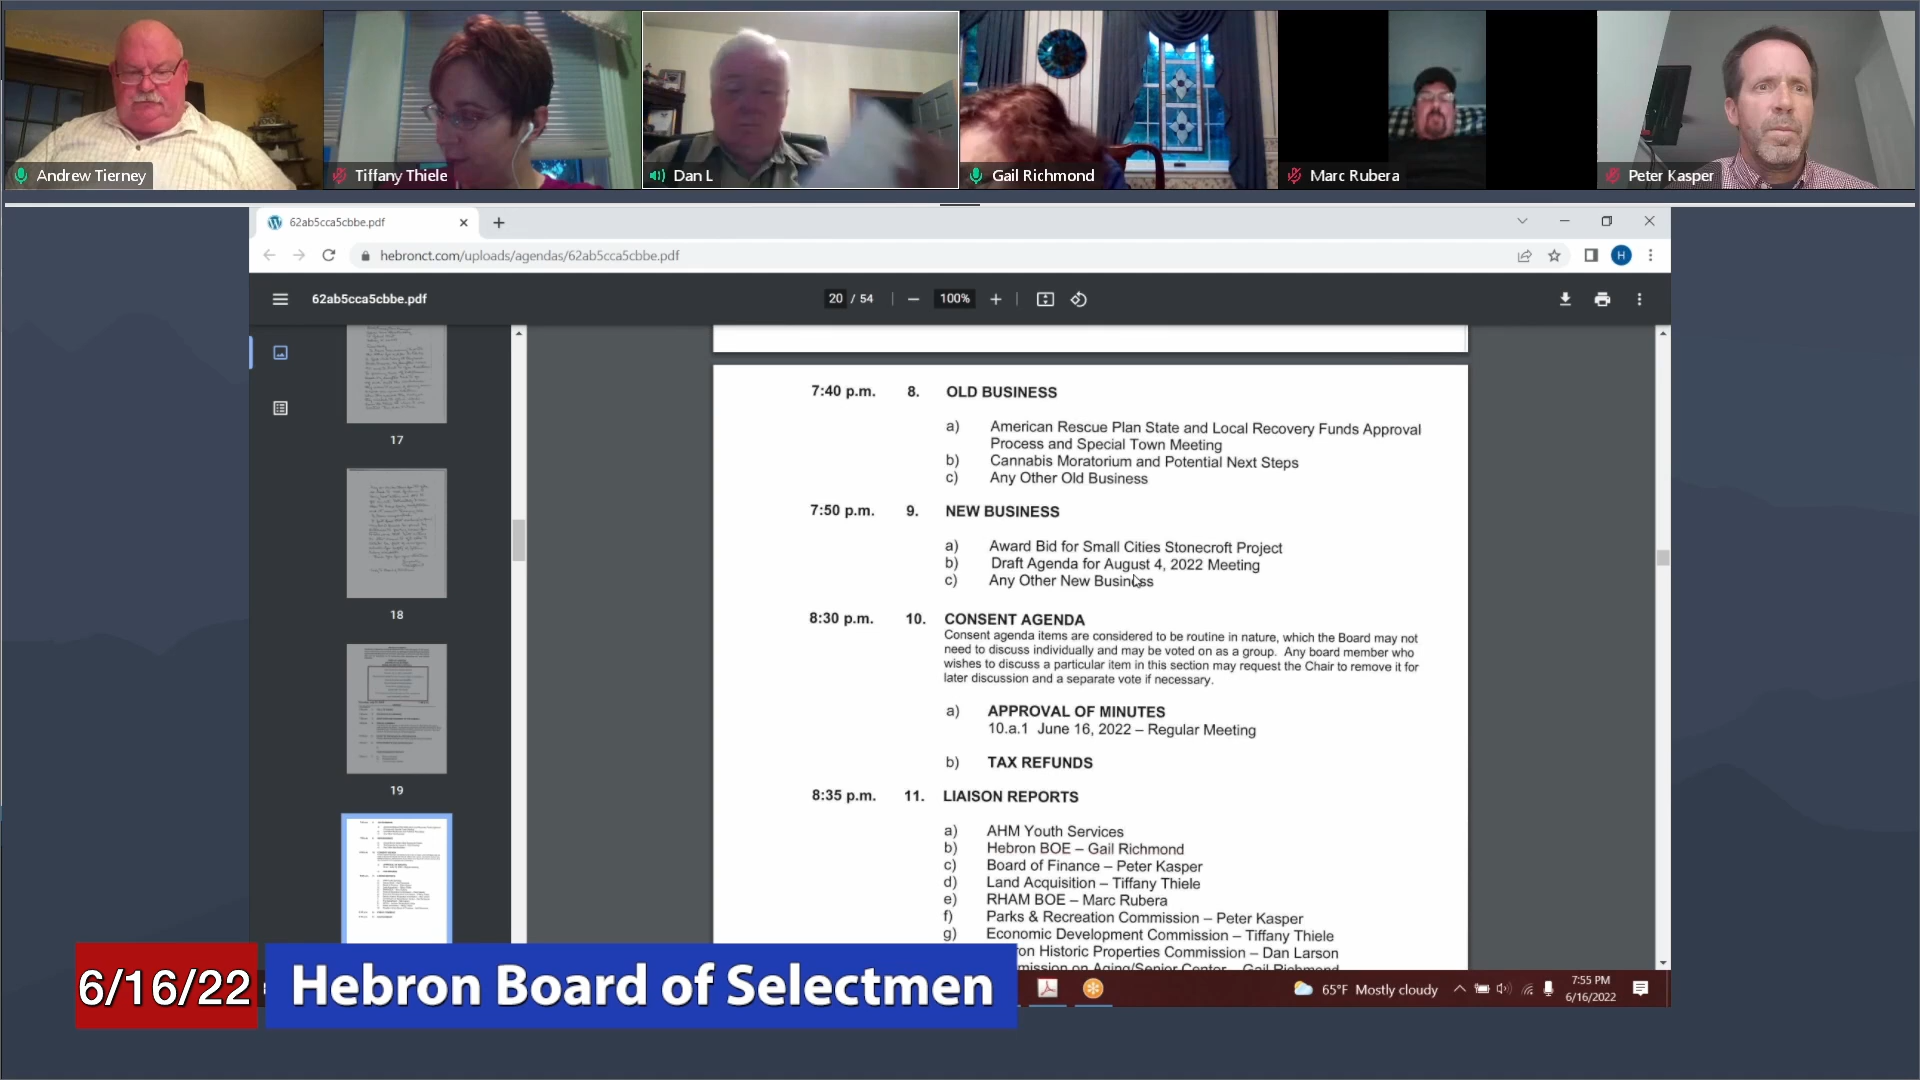 Andrew Tierney
Tiffany Thiele
Dan L
Gail Richmond
Marc Rubera
Peter Kasper
62ab5cca5cbbe.pdf
hebronct.com/uploads/agendas/62ab5cca5cbbe.pdf
H
62ab5cca5cbbe.pdf
20 / 54
100%
17
18
19
7:40 p.m. 8. OLD BUSINESS
a) American Rescue Plan State and Local Recovery Funds Approval
Process and Special Town Meeting
b) Cannabis Moratorium and Potential Next Steps
c) Any Other Old Business
7:50 p.m. 9. NEW BUSINESS
a) Award Bid for Small Cities Stonecroft Project
b) Draft Agenda for August 4, 2022 Meeting
c) Any Other New Business
8:30 p.m. 10. CONSENT AGENDA
Consent agenda items are considered to be routine in nature, which the Board may not
need to discuss individually and may be voted on as a group. Any board member who
wishes to discuss a particular item in this section may request the Chair to remove it for
later discussion and a separate vote if necessary.
a) APPROVAL OF MINUTES
10.a.1 June 16, 2022 – Regular Meeting
b) TAX REFUNDS
8:35 p.m. 11. LIAISON REPORTS
a) AHM Youth Services
b) Hebron BOE – Gail Richmond
c) Board of Finance – Peter Kasper
d) Land Acquisition – Tiffany Thiele
e) RHAM BOE – Marc Rubera
f) Parks & Recreation Commission – Peter Kasper
g) Economic Development Commission – Tiffany Thiele
Historic Properties Commission – Dan Larson
on Aging/Senior Center – Gail Richmond
6/16/22 Hebron Board of Selectmen
65°F Mostly cloudy
7:55 PM
6/16/2022